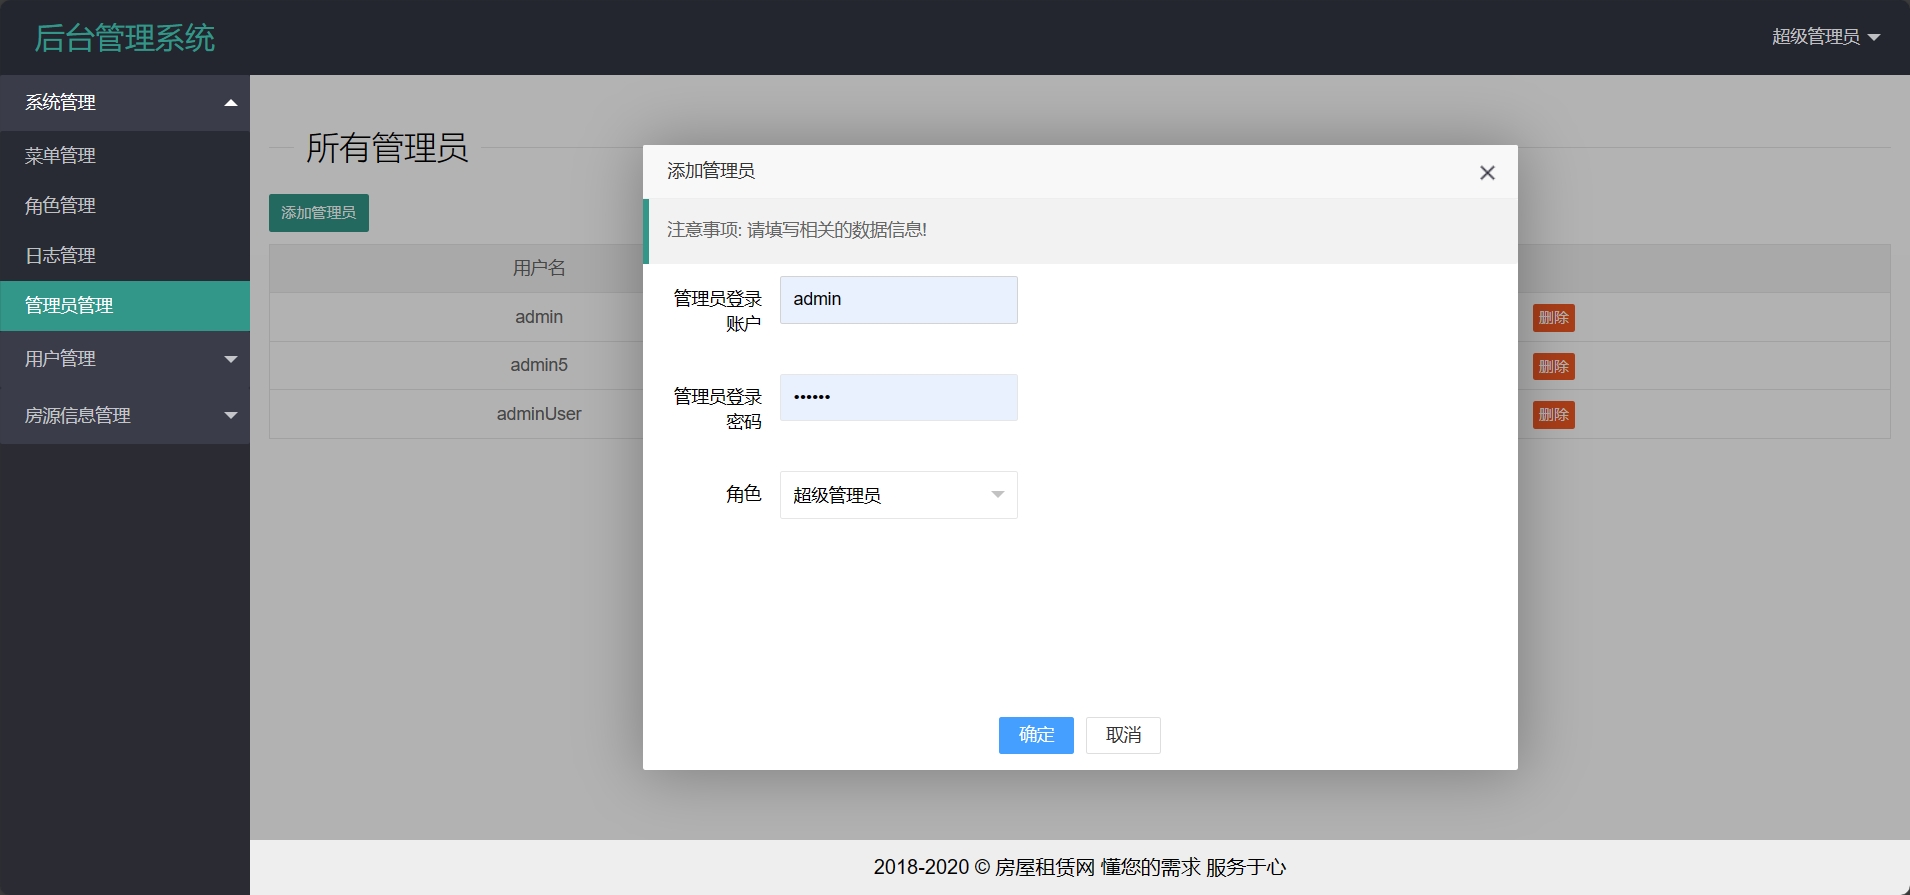 后台管理系统
超级管理员
系统管理
菜单管理
角色管理
日志管理
管理员管理
用户管理
房源信息管理
所有管理员
添加管理员
用户名
admin
删除
admin5
删除
adminUser
删除
添加管理员
注意事项: 请填写相关的数据信息!
管理员登录
账户
admin
管理员登录
密码
••••••
角色
超级管理员
确定
取消
2018-2020 © 房屋租赁网 懂您的需求 服务于心